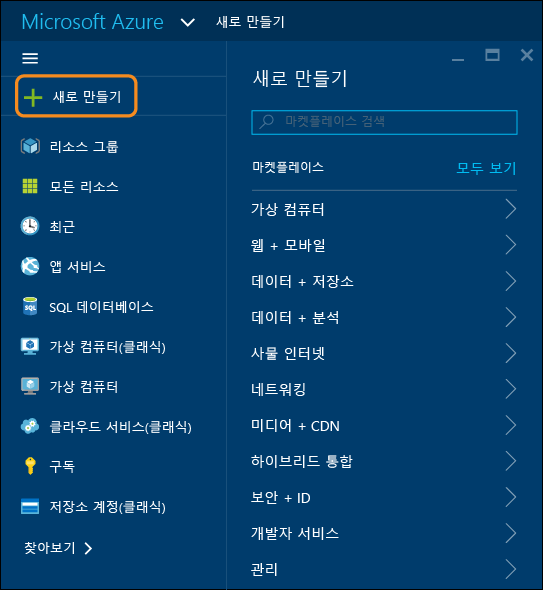 Microsoft Azure 새로 만들기
새로 만들기
리소스 그룹
모든 리소스
최근
앱 서비스
SQL 데이터베이스
가상 컴퓨터(클래식)
가상 컴퓨터
클라우드 서비스(클래식)
구독
저장소 계정(클래식)
찾아보기
새로 만들기
마켓플레이스 검색
마켓플레이스 모두 보기
가상 컴퓨터
웹 + 모바일
데이터 + 저장소
데이터 + 분석
사물 인터넷
네트워킹
미디어 + CDN
하이브리드 통합
보안 + ID
개발자 서비스
관리